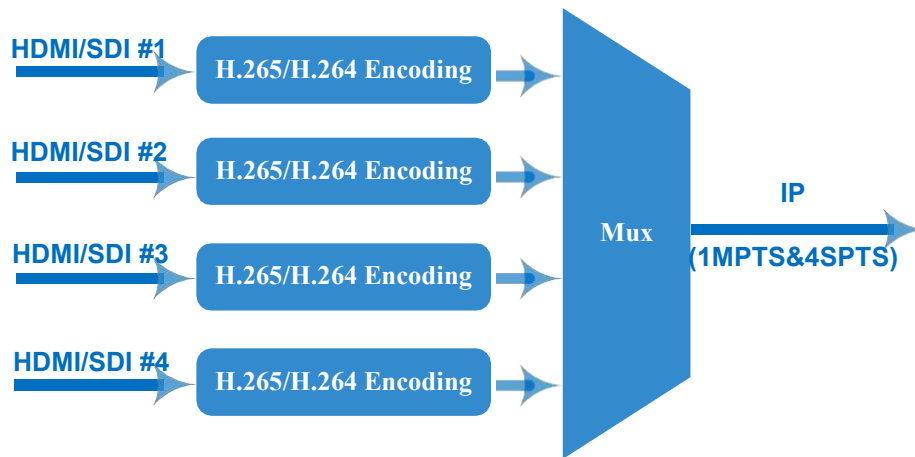 HDMI/SDI #1
H.265/H.264 Encoding
HDMI/SDI #2
H.265/H.264 Encoding
HDMI/SDI #3
H.265/H.264 Encoding
HDMI/SDI #4
H.265/H.264 Encoding
Mux
IP
(1MPTS&4SPTS)